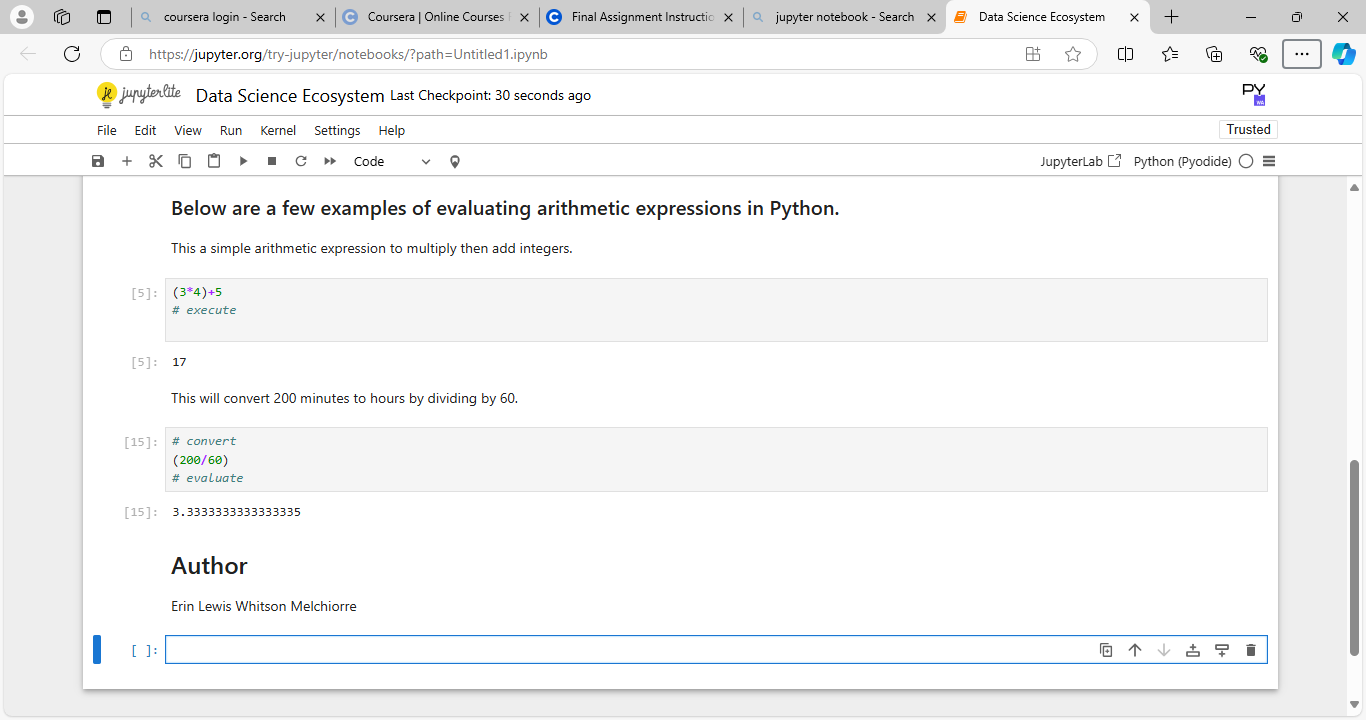 coursera login - Search
Coursera | Online Courses
Final Assignment Instructio
jupyter notebook - Search
Data Science Ecosystem
https://jupyter.org/try-jupyter/notebooks/?path=Untitled1.ipynb
jupyterlite Data Science Ecosystem Last Checkpoint: 30 seconds ago
PY
File Edit View Run Kernel Settings Help
Trusted
Code
JupyterLab Python (Pyodide)
Below are a few examples of evaluating arithmetic expressions in Python.
This a simple arithmetic expression to multiply then add integers.
[5]: (3*4)+5
# execute
[5]: 17
This will convert 200 minutes to hours by dividing by 60.
[15]: # convert
(200/60)
# evaluate
[15]: 3.3333333333333335
Author
Erin Lewis Whitson Melchiorre
[ ]: